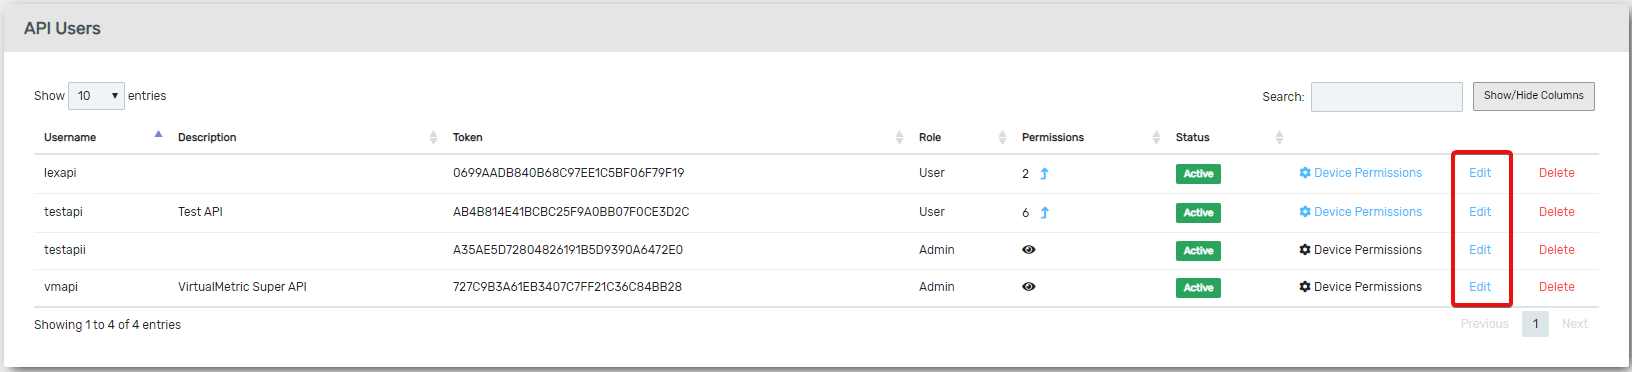 API Users
Show 10 entries Search: Show/Hide Columns
Username Description Token Role Permissions Status
lexapi 0699AADB840B68C97EE1C5BF06F79F19 User 2 Active Device Permissions Edit Delete
testapi Test API AB4B814E41BCBC25F9A0BB07F0CE3D2C User 6 Active Device Permissions Edit Delete
testapii A35AE5D72804826191B5D9390A6472E0 Admin Active Device Permissions Edit Delete
vmapi VirtualMetric Super API 727C9B3A61EB3407C7FF21C36C84BB28 Admin Active Device Permissions Edit Delete
Showing 1 to 4 of 4 entries Previous 1 Next